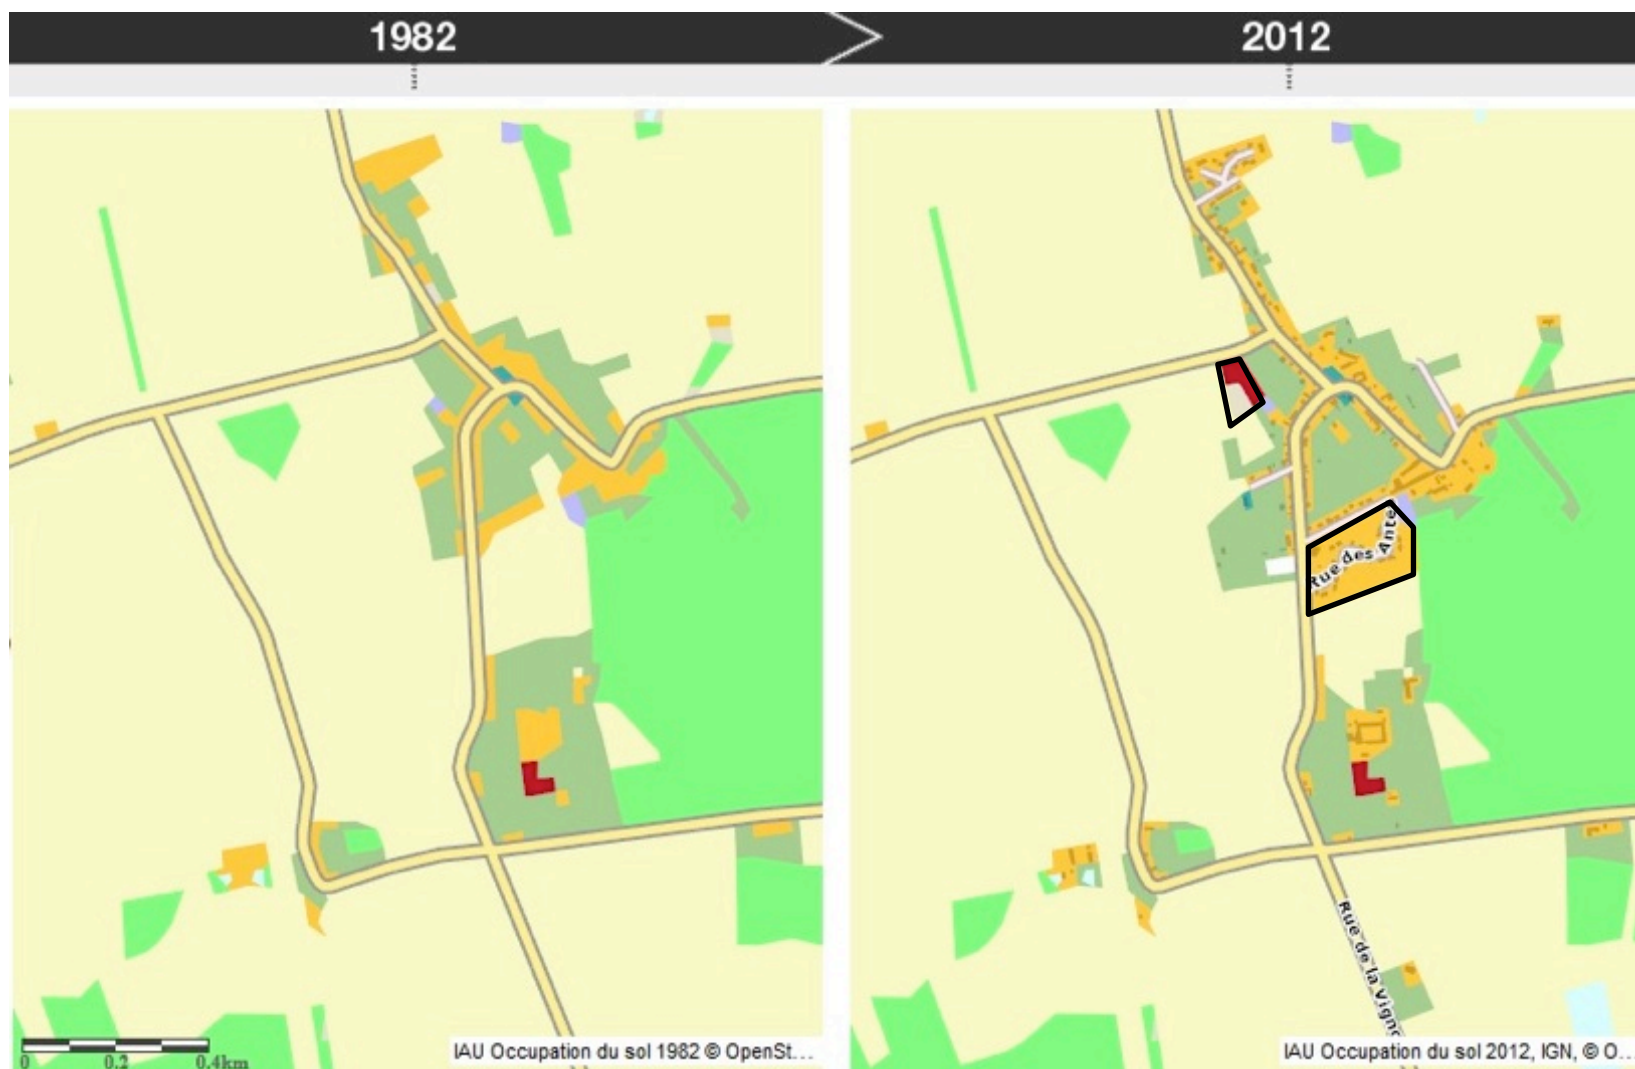 1982
2012
Rue des Ante
Rue de la Vigne
0 0.2 0.4km
IAU Occupation du sol 1982 © OpenSt...
IAU Occupation du sol 2012, IGN, © O...